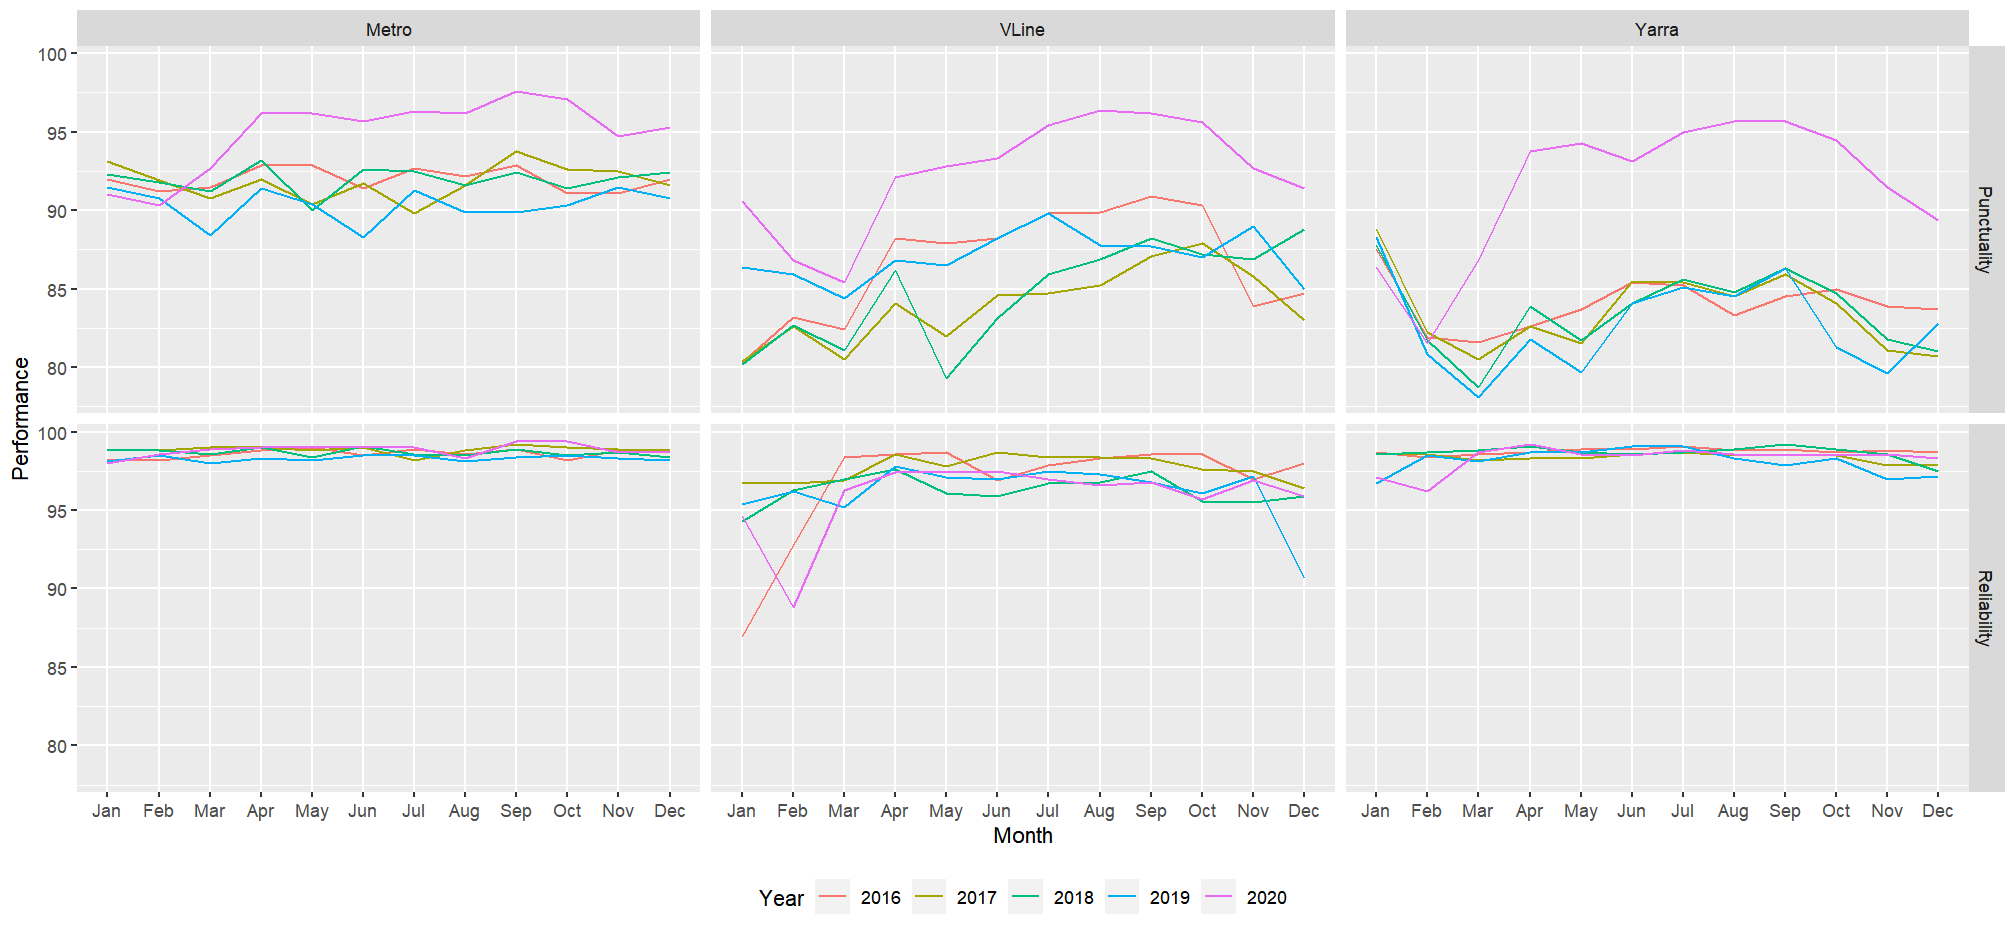 Metro VLine Yarra
100
95
90
85
80
Punctuality
Performance
100
95
90
85
80
Reliability
Jan Feb Mar Apr May Jun Jul Aug Sep Oct Nov Dec Jan Feb Mar Apr May Jun Jul Aug Sep Oct Nov Dec Jan Feb Mar Apr May Jun Jul Aug Sep Oct Nov Dec
Month
Year 2016 2017 2018 2019 2020